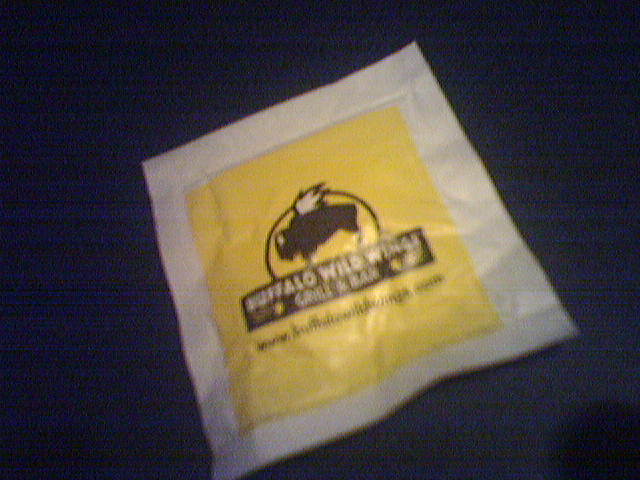 BUFFALO WILD WINGS
GRILL & BAR
www.buffalowildwings.com